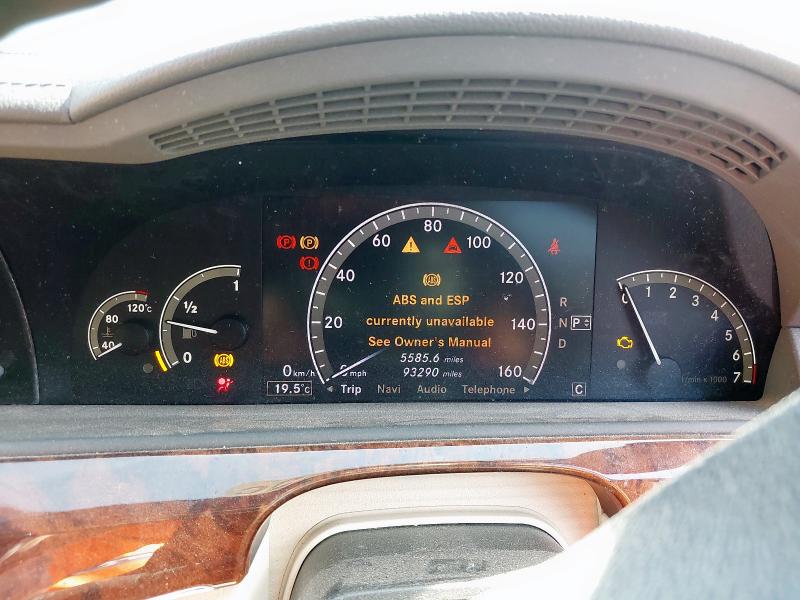 120°c
80
40
1
½
0
ABS
0 km/h
19.5°c
P
P
20
40
60
80
100
120
140
160
ABS
ABS and ESP
currently unavailable
See Owner's Manual
5585.6 miles
93290 miles
mph
Trip Navi Audio Telephone
R
N P
D
C
0
1
2
3
4
5
6
7
1/min x 1000